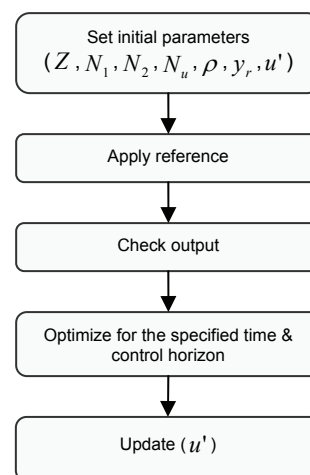 Set initial parameters
(Z, N₁, N₂, Nᵤ, ρ, yᵣ, u')
Apply reference
Check output
Optimize for the specified time &
control horizon
Update (u')